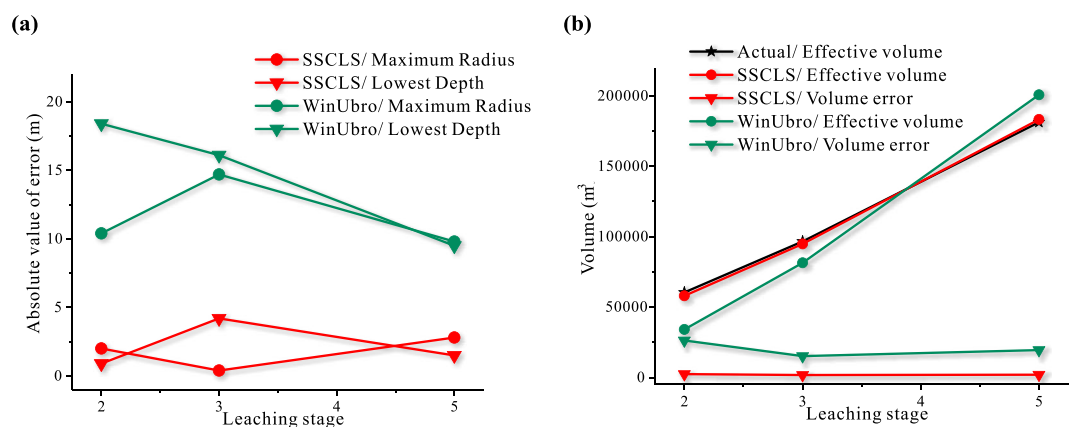 (a)
SSCLS/ Maximum Radius
SSCLS/ Lowest Depth
WinUbro/ Maximum Radius
WinUbro/ Lowest Depth
Absolute value of error (m)
20
15
10
5
0
2
3
4
5
Leaching stage
(b)
Actual/ Effective volume
SSCLS/ Effective volume
SSCLS/ Volume error
WinUbro/ Effective volume
WinUbro/ Volume error
Volume (m³
200000
150000
100000
50000
0
2
3
4
5
Leaching stage